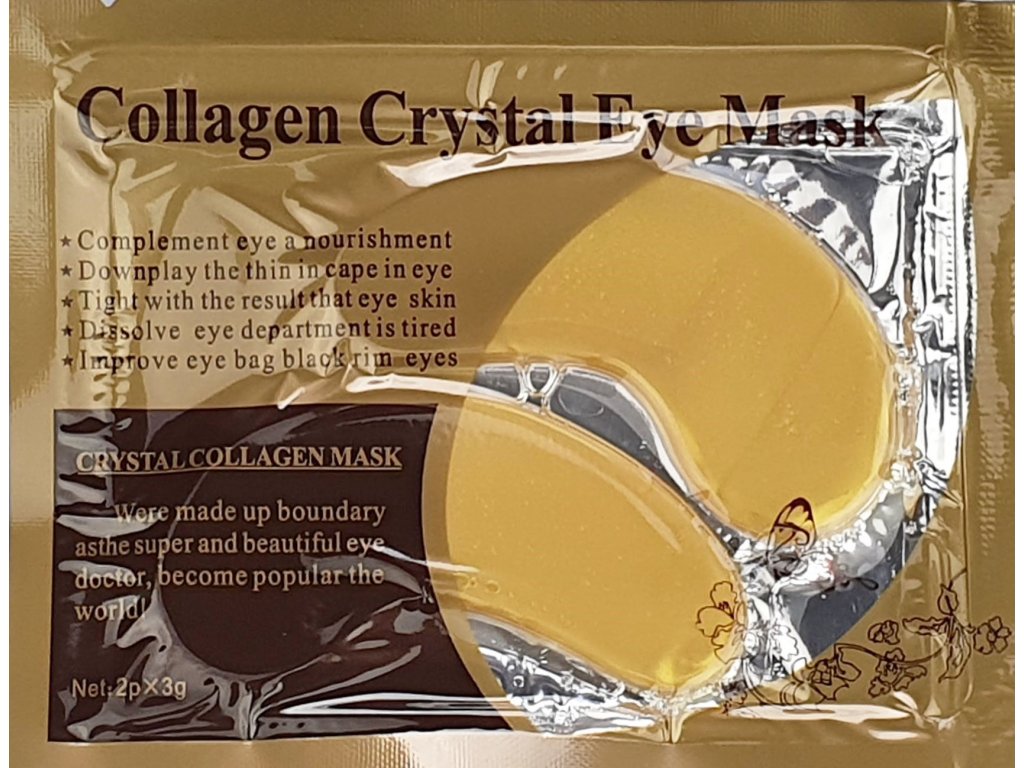 Collagen Crystal Eye Mask
★Complement eye a nourishment
★Downplay the thin in cape in eye
★Tight with the result that eye skin
★Dissolve eye department is tired
★Improve eye bag black rim eyes
CRYSTAL COLLAGEN MASK
Were made up boundary
asthe super and beautiful eye
doctor, become popular the
world!
Net: 2p×3g